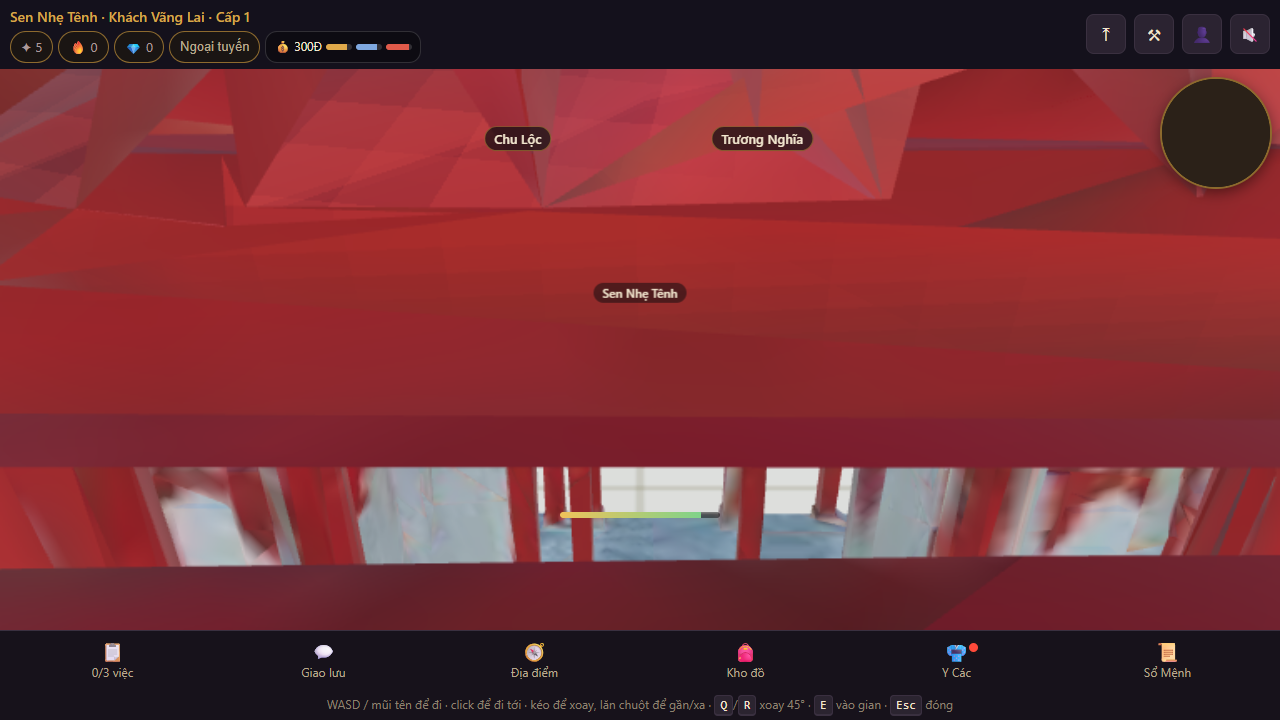 Sen Nhẹ Tênh · Khách Vãng Lai · Cấp 1
5
0
0
Ngoại tuyến
300Đ
Chu Lộc
Trương Nghĩa
Sen Nhẹ Tênh
0/3 việc
Giao lưu
Địa điểm
Kho đồ
Y Các
Sổ Mệnh
WASD / mũi tên để đi · click để đi tới · kéo để xoay, lăn chuột để gần/xa · Q / R xoay 45° · E vào gian · Esc đóng